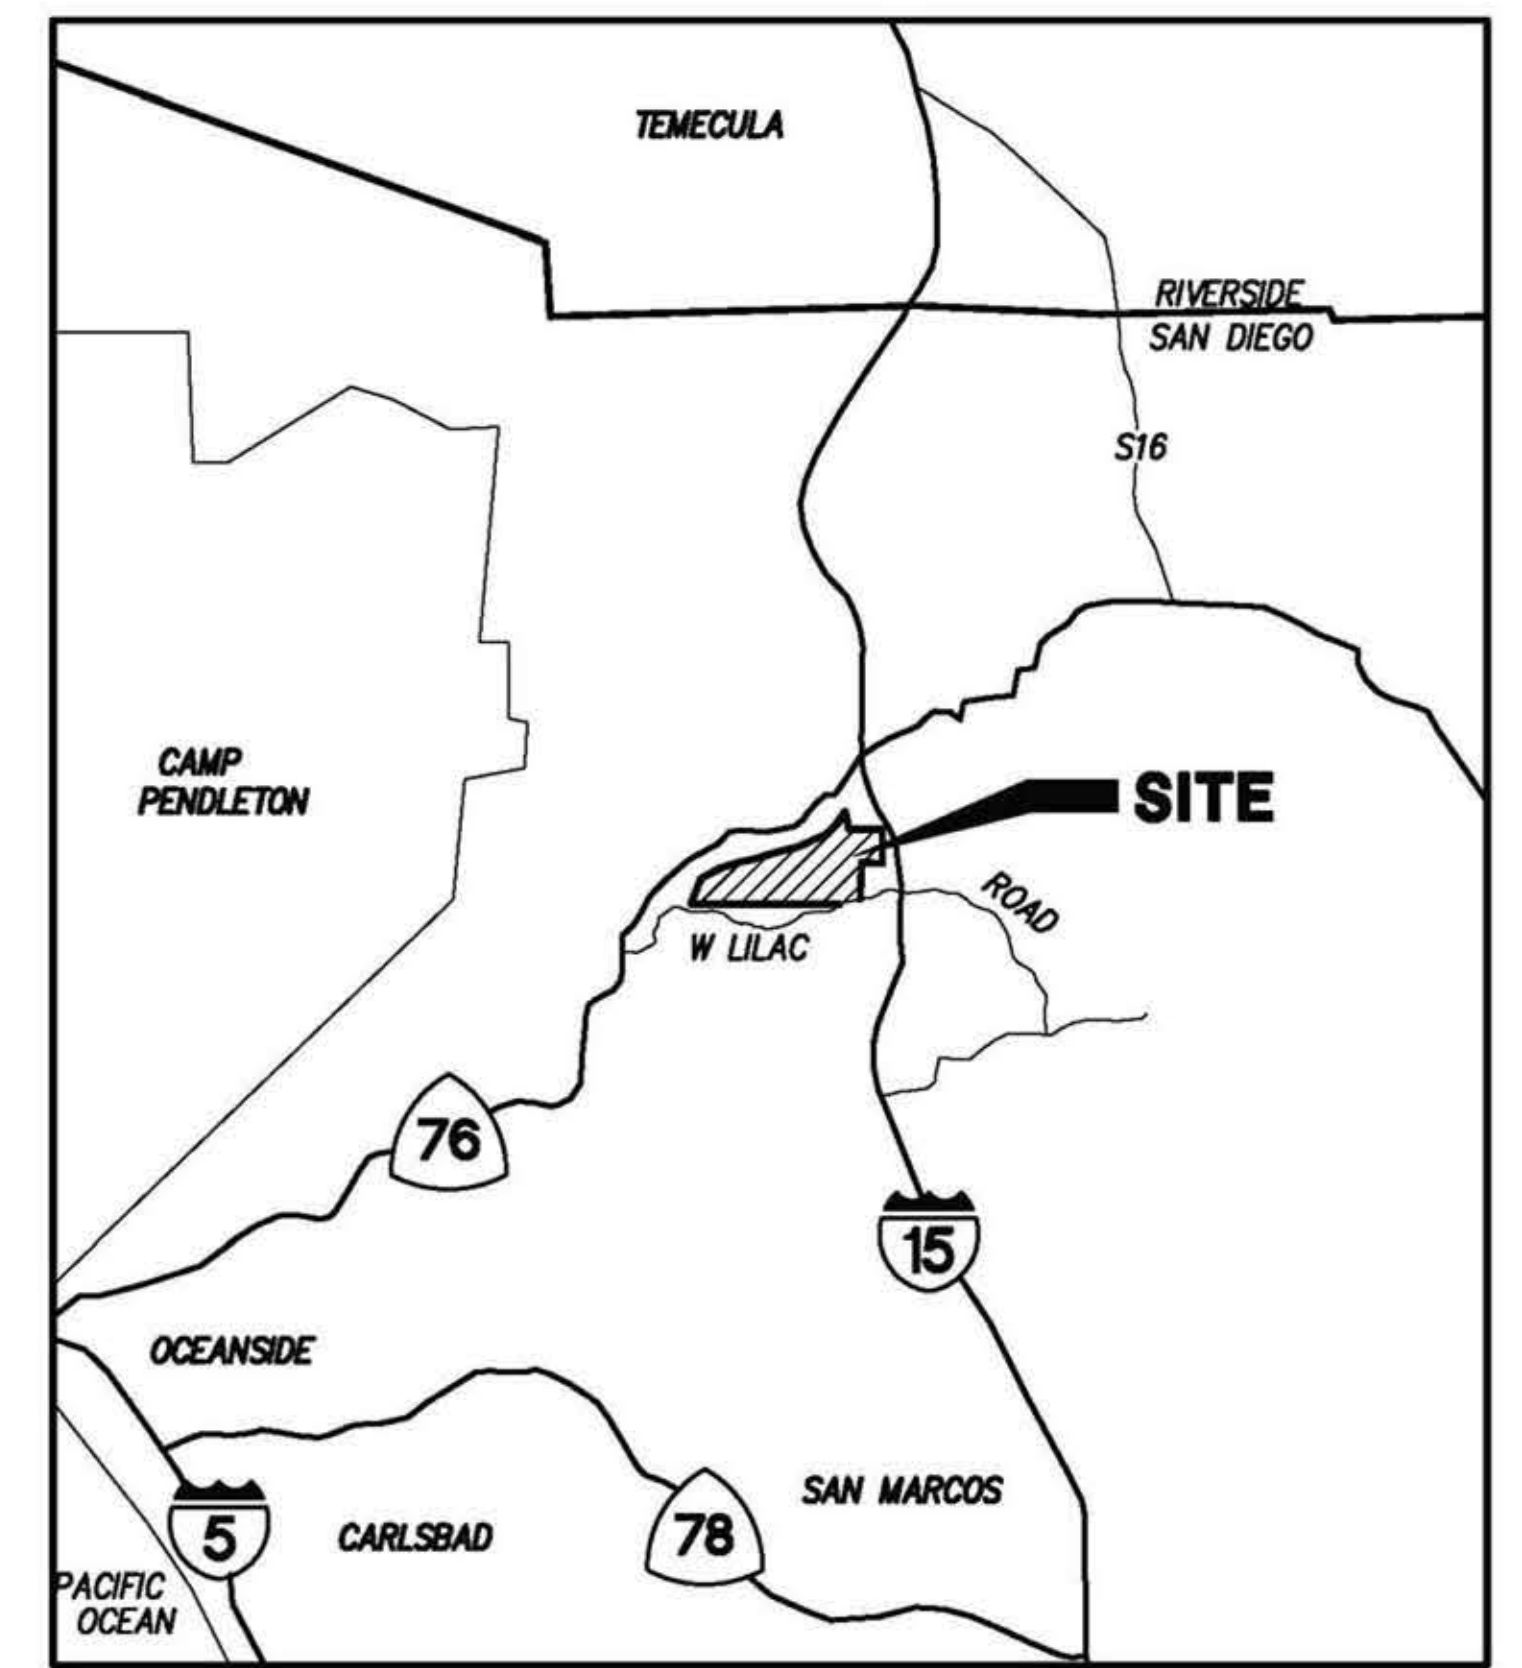 TEMECULA
RIVERSIDE
SAN DIEGO
S16
CAMP
PENDLETON
SITE
ROAD
W LILAC
76
15
OCEANSIDE
SAN MARCOS
5
CARLSBAD
78
PACIFIC
OCEAN